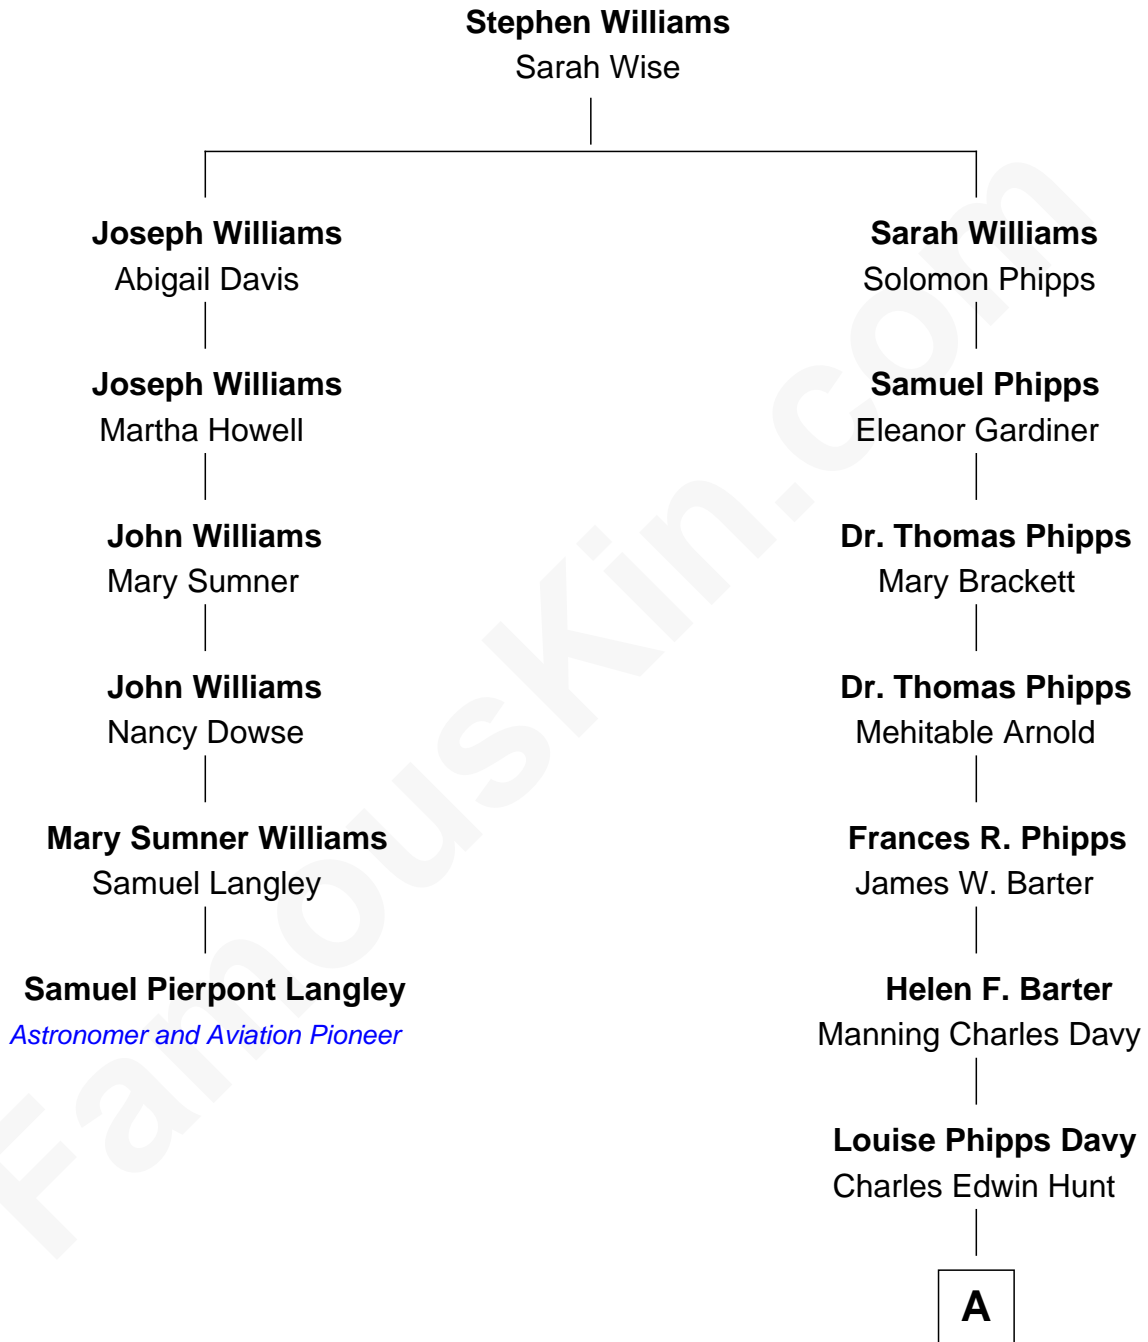 Stephen Williams
Sarah Wise
Joseph Williams
Abigail Davis
Sarah Williams
Solomon Phipps
Joseph Williams
Martha Howell
Samuel Phipps
Eleanor Gardiner
John Williams
Mary Sumner
Dr. Thomas Phipps
Mary Brackett
John Williams
Nancy Dowse
Dr. Thomas Phipps
Mehitable Arnold
Mary Sumner Williams
Samuel Langley
Frances R. Phipps
James W. Barter
Samuel Pierpont Langley
Astronomer and Aviation Pioneer
Helen F. Barter
Manning Charles Davy
Louise Phipps Davy
Charles Edwin Hunt
A
FamousKin.com